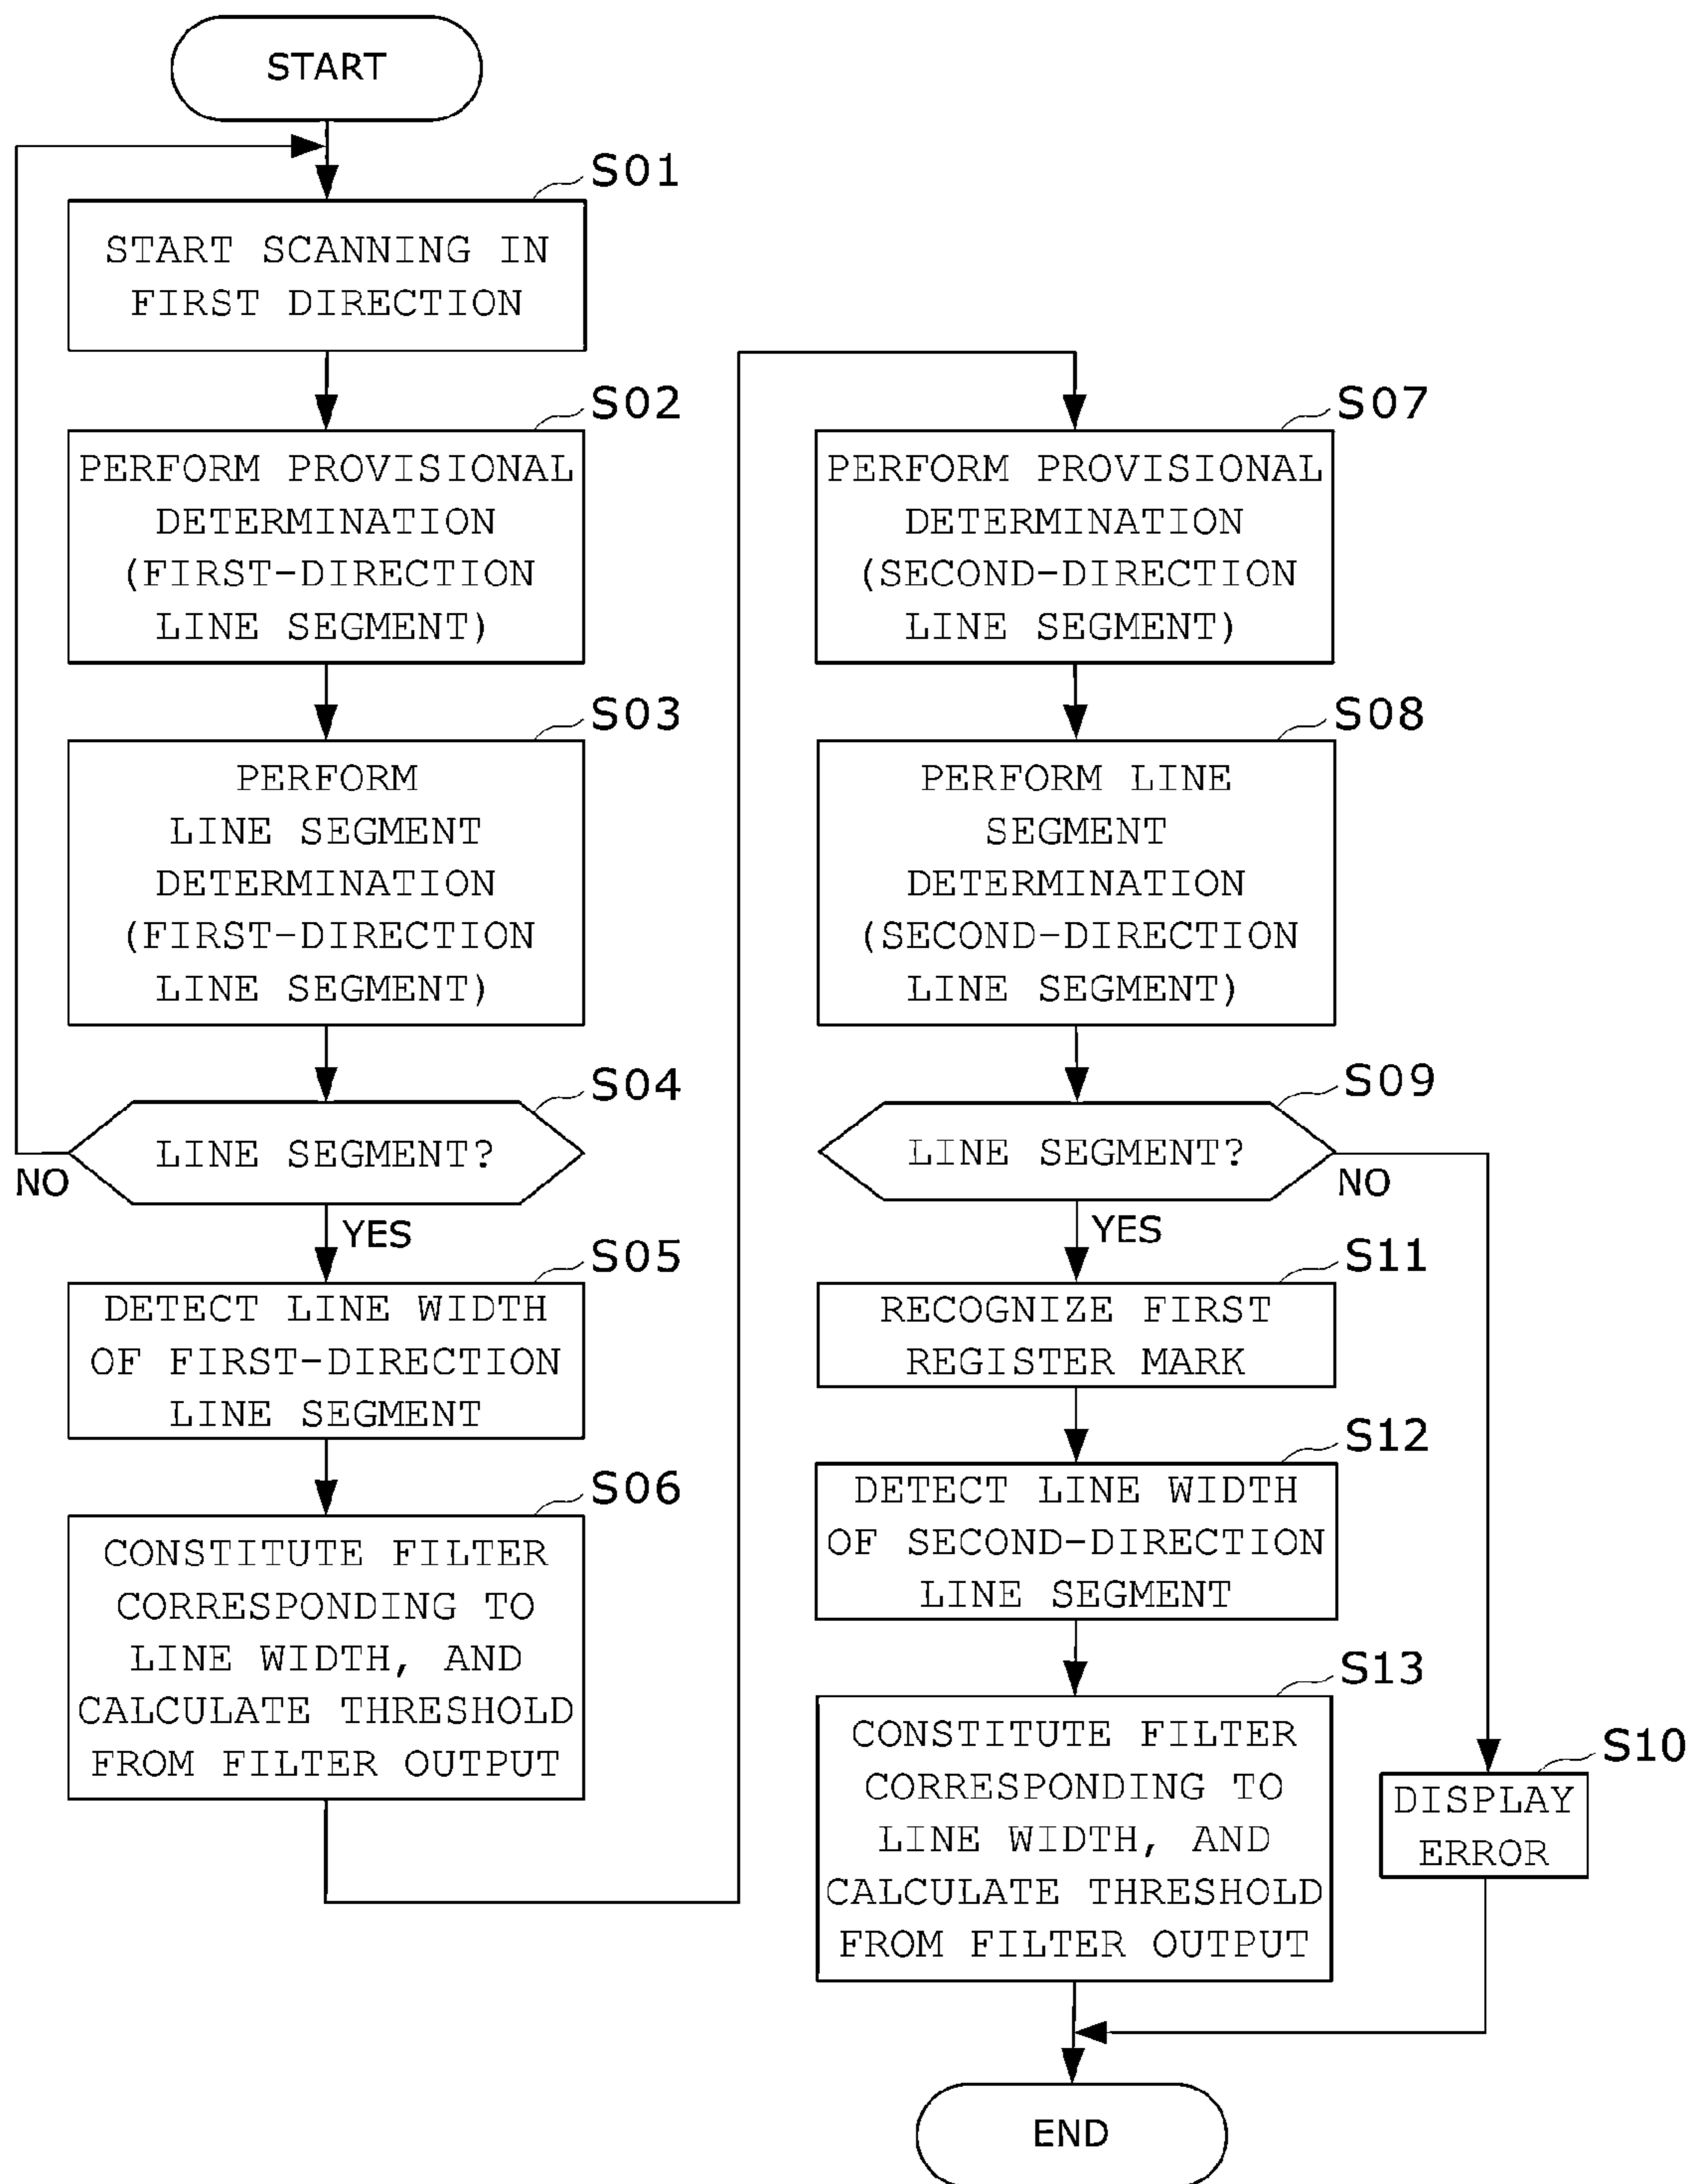 START
S01
START SCANNING IN
FIRST DIRECTION
S02
PERFORM PROVISIONAL
DETERMINATION
(FIRST-DIRECTION
LINE SEGMENT)
S03
PERFORM
LINE SEGMENT
DETERMINATION
(FIRST-DIRECTION
LINE SEGMENT)
S04
LINE SEGMENT?
NO
YES
S05
DETECT LINE WIDTH
OF FIRST-DIRECTION
LINE SEGMENT
S06
CONSTITUTE FILTER
CORRESPONDING TO
LINE WIDTH, AND
CALCULATE THRESHOLD
FROM FILTER OUTPUT
S07
PERFORM PROVISIONAL
DETERMINATION
(SECOND-DIRECTION
LINE SEGMENT)
S08
PERFORM LINE
SEGMENT
DETERMINATION
(SECOND-DIRECTION
LINE SEGMENT)
S09
LINE SEGMENT?
NO
YES
S11
RECOGNIZE FIRST
REGISTER MARK
S12
DETECT LINE WIDTH
OF SECOND-DIRECTION
LINE SEGMENT
S13
CONSTITUTE FILTER
CORRESPONDING TO
LINE WIDTH, AND
CALCULATE THRESHOLD
FROM FILTER OUTPUT
S10
DISPLAY
ERROR
END